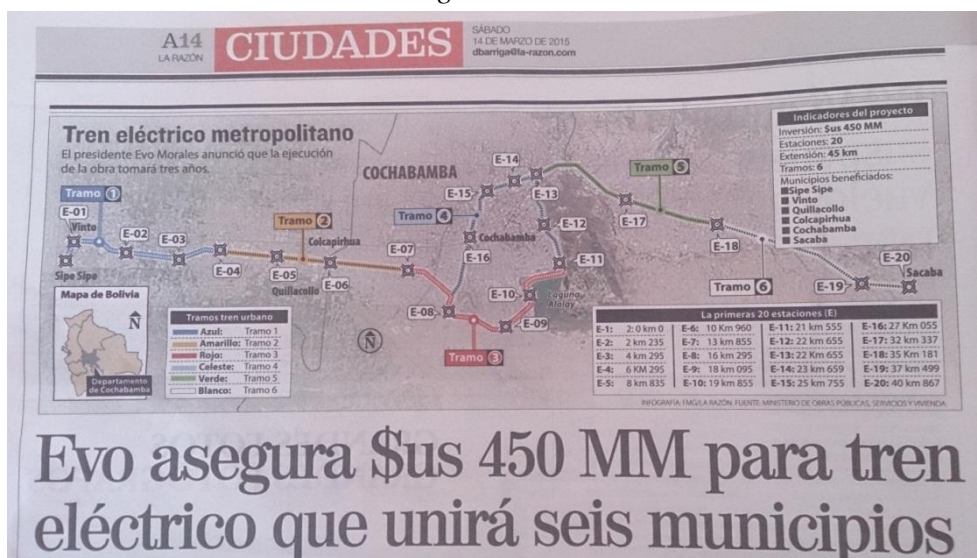 A14
LA RAZÓN
CIUDADES
SÁBADO
14 DE MARZO DE 2015
dbarriga@la-razon.com
Tren eléctrico metropolitano
El presidente Evo Morales anunció que la ejecución
de la obra tomará tres años.
Indicadores del proyecto
Inversión: $us 450 MM
Estaciones: 20
Extensión: 45 km
Tramos: 6
Municipios beneficiados:
Sipe Sipe
Vinto
Quillacollo
Colcapirhua
Cochabamba
Sacaba
COCHABAMBA
Tramo 1
E-01
Vinto
Sipe Sipe
E-02
E-03
E-04
Tramo 2
Colcapirhua
E-05
Quillacollo
E-06
E-07
E-08
Tramo 3
E-09
E-10
Laguna
Alalay
E-11
E-12
E-13
E-14
E-15
Tramo 4
Cochabamba
E-16
Tramo 5
E-17
E-18
Tramo 6
E-19
E-20
Sacaba
Mapa de Bolivia
N
Departamento
de Cochabamba
Tramos tren urbano
Azul: Tramo 1
Amarillo: Tramo 2
Rojo: Tramo 3
Celeste: Tramo 4
Verde: Tramo 5
Blanco: Tramo 6
N
La primeras 20 estaciones (E)
E-1: 2:0 km 0 E-6: 10 Km 960 E-11: 21 km 555 E-16: 27 Km 055
E-2: 2 km 235 E-7: 13 km 855 E-12: 22 km 655 E-17: 32 km 337
E-3: 4 km 295 E-8: 16 km 295 E-13: 22 Km 655 E-18: 35 Km 181
E-4: 6 KM 295 E-9: 18 km 095 E-14: 23 km 659 E-19: 37 km 499
E-5: 8 km 835 E-10: 19 km 855 E-15: 25 km 755 E-20: 40 km 867
INFOGRAFÍA: FMG/LA RAZÓN. FUENTE: MINISTERIO DE OBRAS PÚBLICAS, SERVICIOS Y VIVIENDA
Evo asegura $us 450 MM para tren
eléctrico que unirá seis municipios